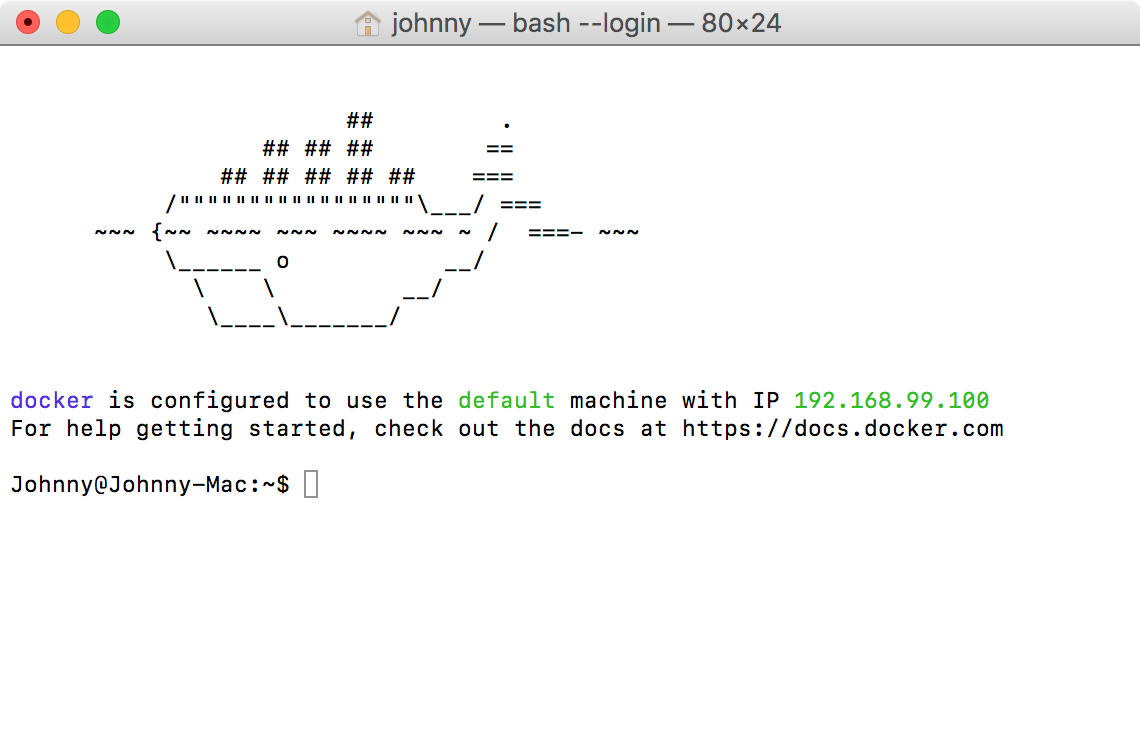 johnny — bash --login — 80×24
                        ##         .
                  ## ## ##        ==
               ## ## ## ## ##    ===
           /"""""""""""""""""\___/ ===
      ~~~ {~~ ~~~~ ~~~ ~~~~ ~~~ ~ /  ===- ~~~
           \______ o           __/
             \    \         __/
              \____\_______/
docker is configured to use the default machine with IP 192.168.99.100
For help getting started, check out the docs at https://docs.docker.com
Johnny@Johnny-Mac:~$